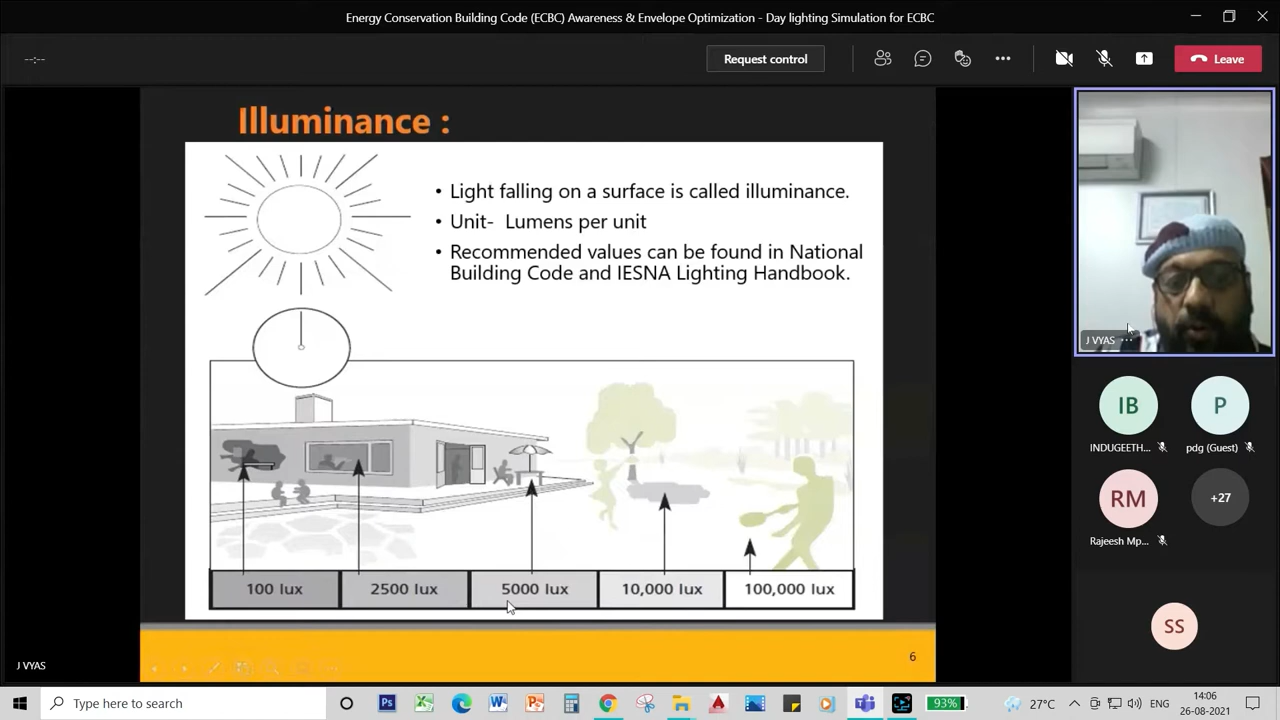 Energy Conservation Building Code (ECBC) Awareness & Envelope Optimization - Day lighting Simulation for ECBC
--:--
Request control
Leave
Illuminance :
• Light falling on a surface is called illuminance.
• Unit- Lumens per unit
• Recommended values can be found in National
Building Code and IESNA Lighting Handbook.
100 lux
2500 lux
5000 lux
10,000 lux
100,000 lux
6
J VYAS
J VYAS
IB
P
INDUGEETH...
pdg (Guest)
RM
+27
Rajeesh Mp...
SS
Type here to search
Ps
93%
27°C
ENG
14:06
26-08-2021